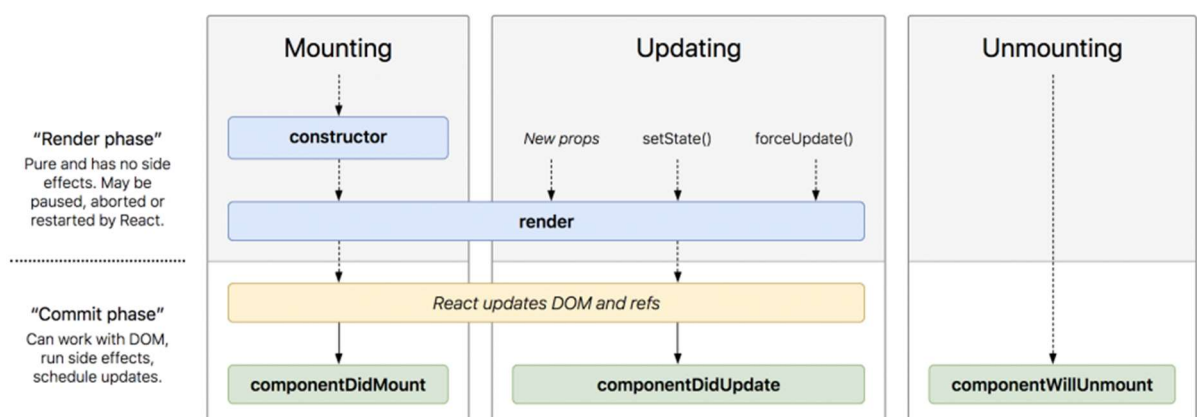 Mounting
Updating
Unmounting
“Render phase”
Pure and has no side
effects. May be
paused, aborted or
restarted by React.
constructor
New props
setState()
forceUpdate()
render
“Commit phase”
Can work with DOM,
run side effects,
schedule updates.
React updates DOM and refs
componentDidMount
componentDidUpdate
componentWillUnmount